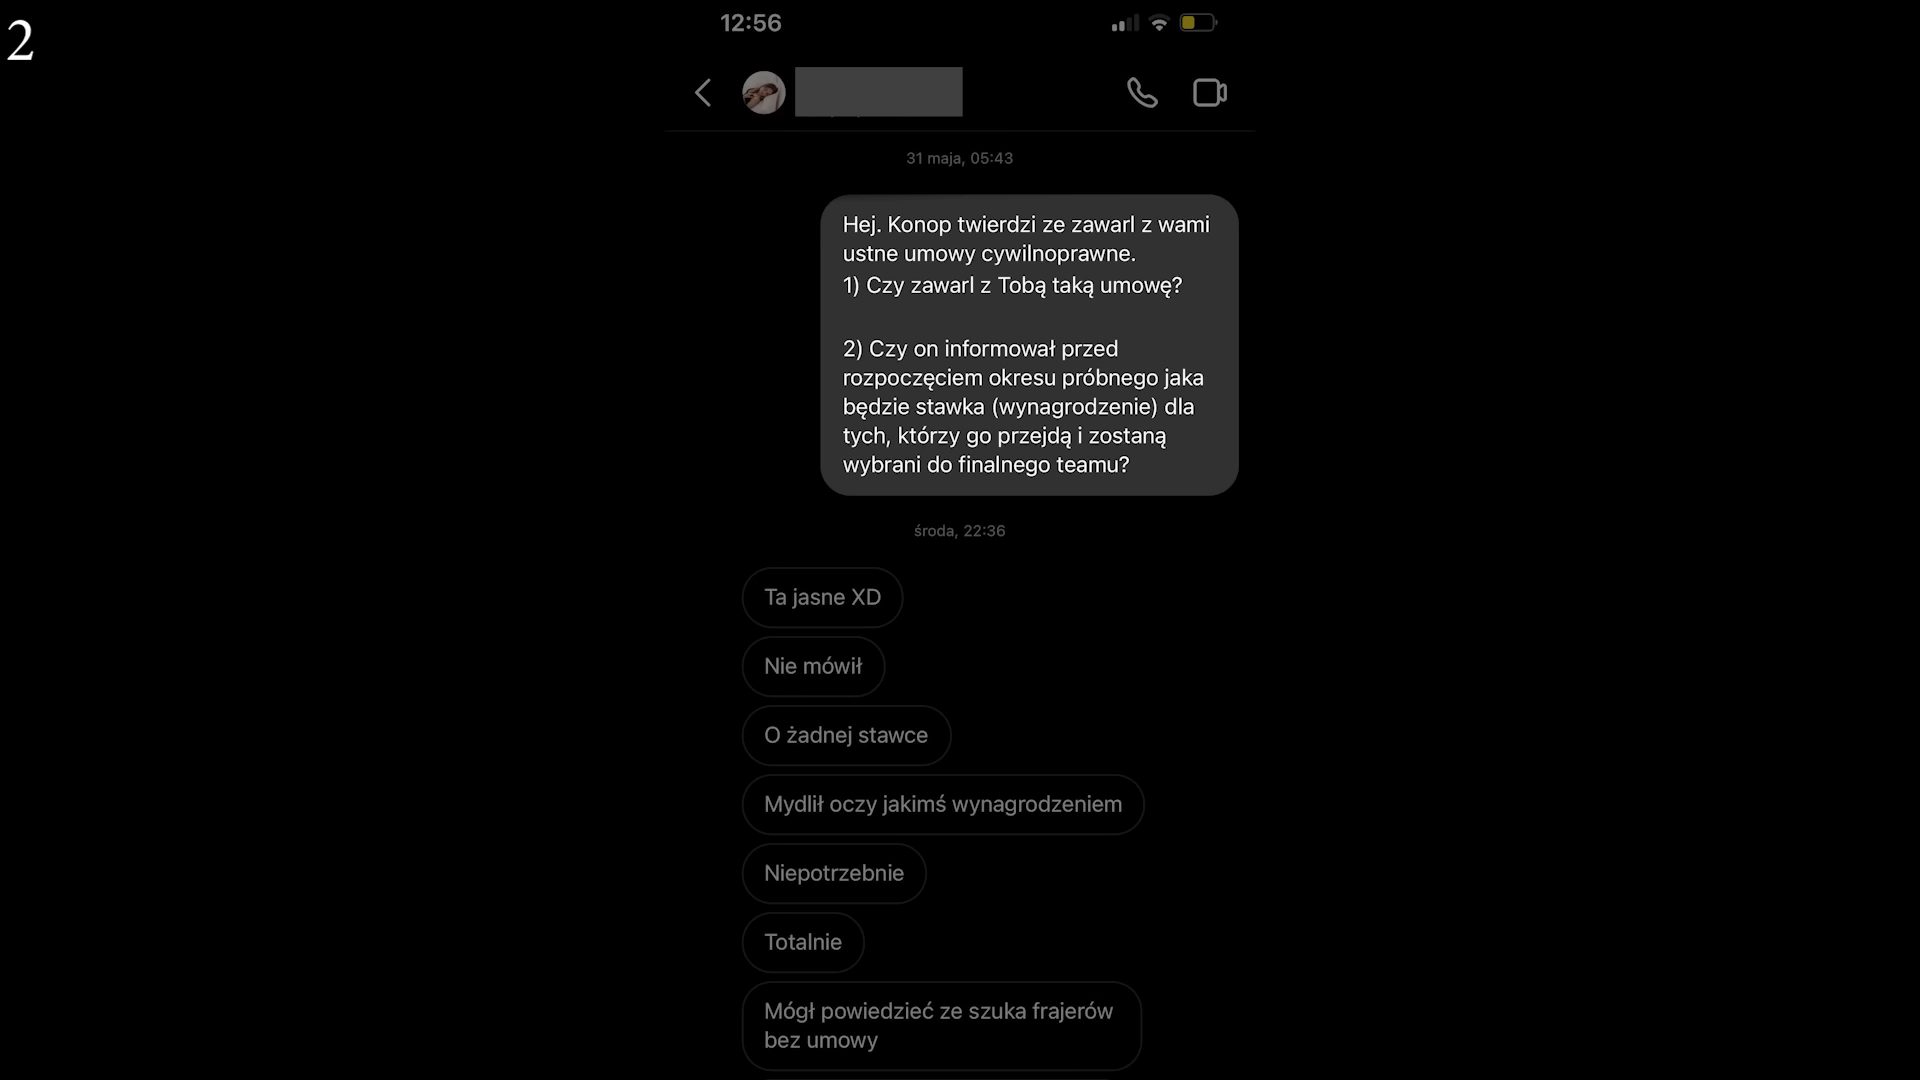 2
12:56
31 maja, 05:43
Hej. Konop twierdzi ze zawarl z wami
ustne umowy cywilnoprawne.
1) Czy zawarl z Tobą taką umowę?
2) Czy on informował przed
rozpoczęciem okresu próbnego jaka
będzie stawka (wynagrodzenie) dla
tych, którzy go przejdą i zostaną
wybrani do finalnego teamu?
środa, 22:36
Ta jasne XD
Nie mówił
O żadnej stawce
Mydlił oczy jakimś wynagrodzeniem
Niepotrzebnie
Totalnie
Mógł powiedzieć ze szuka frajerów
bez umowy